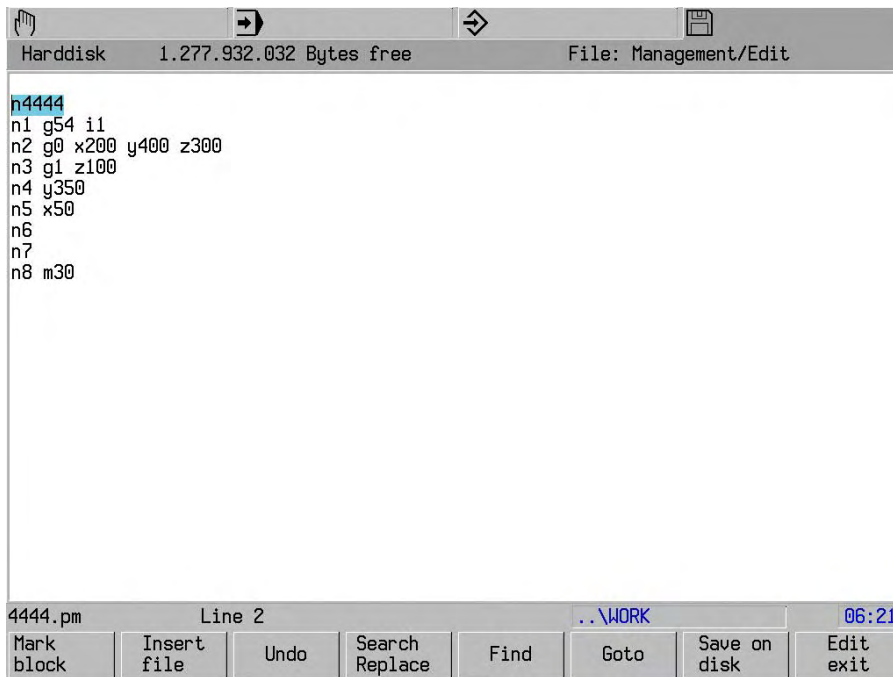 Harddisk 1.277.932.032 Bytes free File: Management/Edit
n4444
n1 g54 i1
n2 g0 x200 y400 z300
n3 g1 z100
n4 y350
n5 x50
n6
n7
n8 m30
4444.pm Line 2 ..\WORK 06:21
Mark block Insert file Undo Search Replace Find Goto Save on disk Edit exit